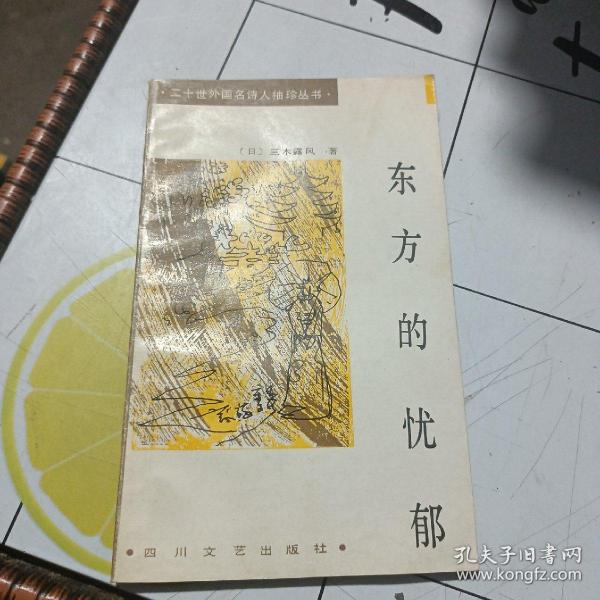 ·二十世外国名诗人袖珍丛书·
〔日〕三木露风 著
东方的忧郁
•四川文艺出版社•
孔夫子旧书网
www.kongfz.com